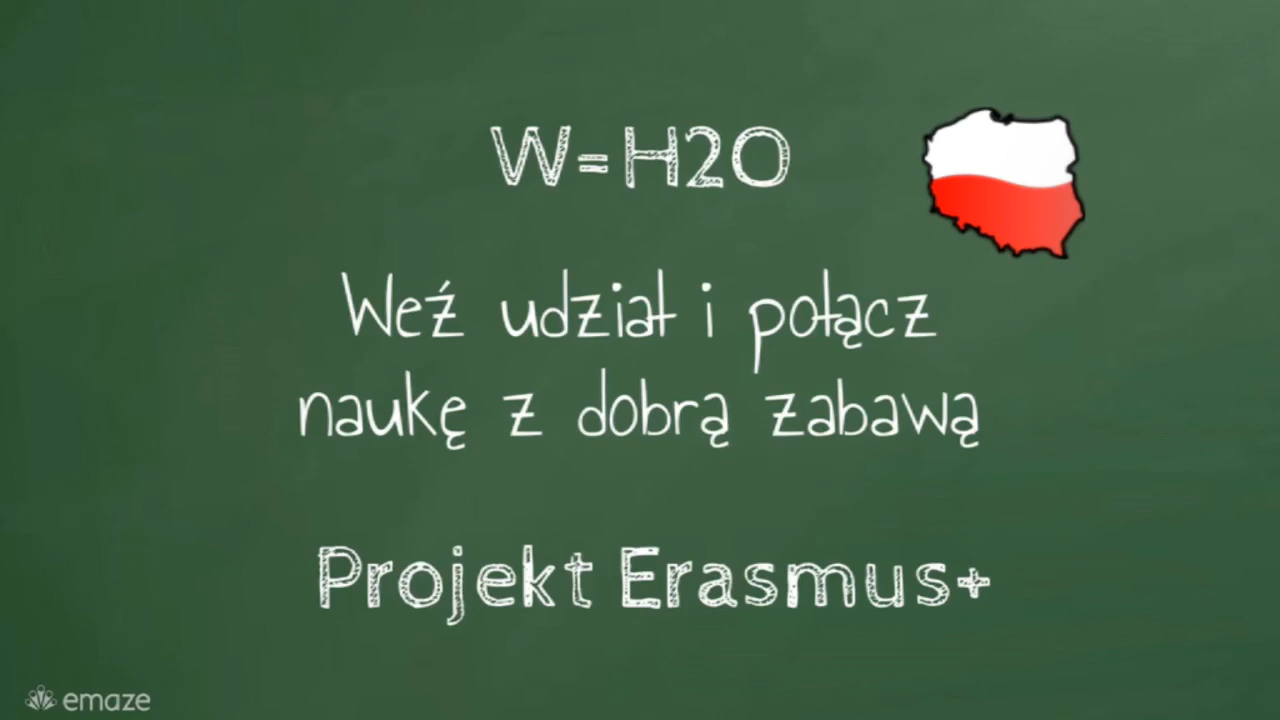 W=H2O
Weź udział i połącz
naukę z dobrą zabawą
Projekt Erasmus+
emaze